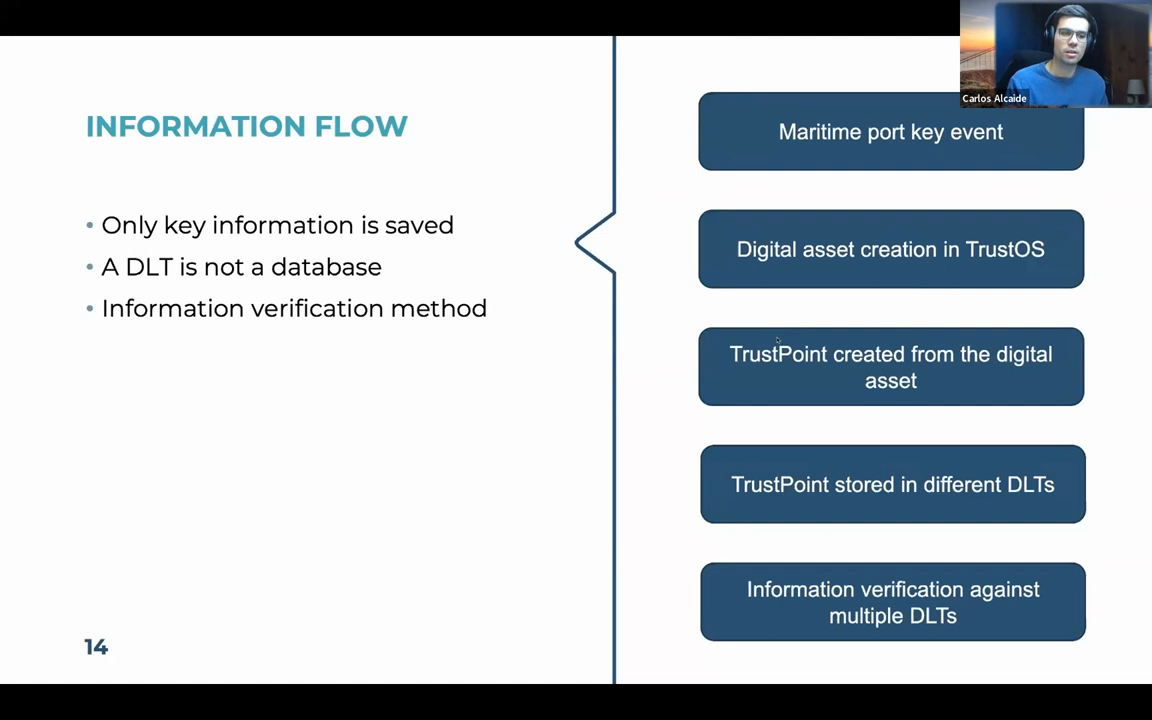 INFORMATION FLOW
• Only key information is saved
• A DLT is not a database
• Information verification method
14
Carlos Alcaide
Maritime port key event
Digital asset creation in TrustOS
TrustPoint created from the digital
asset
TrustPoint stored in different DLTs
Information verification against
multiple DLTs